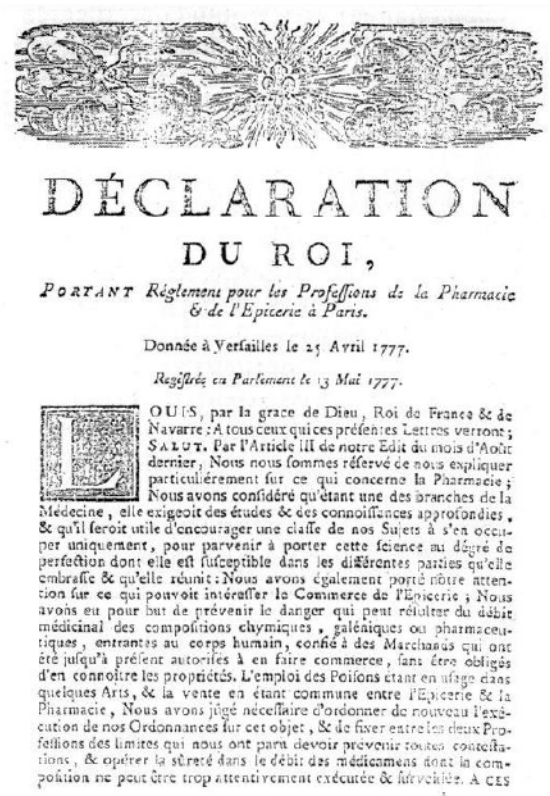 DÉCLARATION
DU ROI,
PORTANT Réglement pour les Professions de la Pharmacie
& de l'Epicerie à Paris.
Donnée à Versailles le 25 Avril 1777.
Registrée en Parlement le 13 Mai 1777.
LOUIS, par la grace de Dieu, Roi de France & de
Navarre : A tous ceux qui ces présentes Lettres verront ;
SALUT. Par l'Article III de notre Edit du mois d'Août
dernier, Nous nous sommes réservé de nous expliquer
particuliérement sur ce qui concerne la Pharmacie ;
Nous avons considéré qu'étant une des branches de la
Médecine, elle exigeoit des études & des connoissances approfondies,
& qu'il seroit utile d'encourager une classe de nos Sujets à s'en occu-
per uniquement, pour parvenir à porter cette science au dégré de
perfection dont elle est susceptible dans les différentes parties qu'elle
embrasse & qu'elle réunit : Nous avons également porté notre atten-
tion sur ce qui pouvoit intéresser le Commerce de l'Epicerie ; Nous
avons eu pour but de prévenir le danger qui peut résulter du débit
médicinal des compositions chymiques, galéniques ou pharmaceu-
tiques, entrantes au corps humain, confié à des Marchands qui ont
été jusqu'à présent autorisés à en faire commerce, sans être obligés
d'en connoître les propriétés. L'emploi des Poisons étant en usage dans
quelques Arts, & la vente en étant commune entre l'Epicerie & la
Pharmacie, Nous avons jugé nécessaire d'ordonner de nouveau l'exé-
cution de nos Ordonnances sur cet objet, & de fixer entre les deux Pro-
fessions des limites qui nous ont paru devoir prévenir toutes contesta-
tions, & opérer la sûreté dans le débit des médicamens dont la com-
position ne peut être trop attentivement exécutée & surveillée. A CES